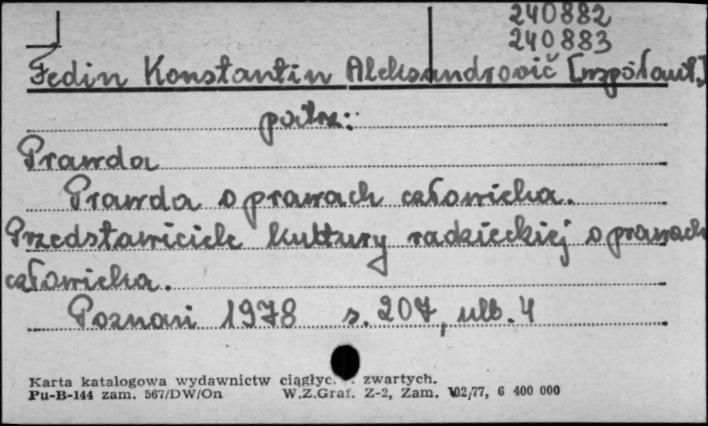 240882
240883
Fedin Konstantin Aleksandrovič [współaut.]
patrz:
Prawda
Prawda o prawach człowieka.
Przedstawiciele kultury radzieckiej o prawach
człowieka.
Poznań 1978 s. 207, ulb. 4
Karta katalogowa wydawnictw ciągłyc. zwartych.
Pu-B-144 zam. 567/DW/On W.Z.Graf. Z-2, Zam. 102/77, 6 400 000